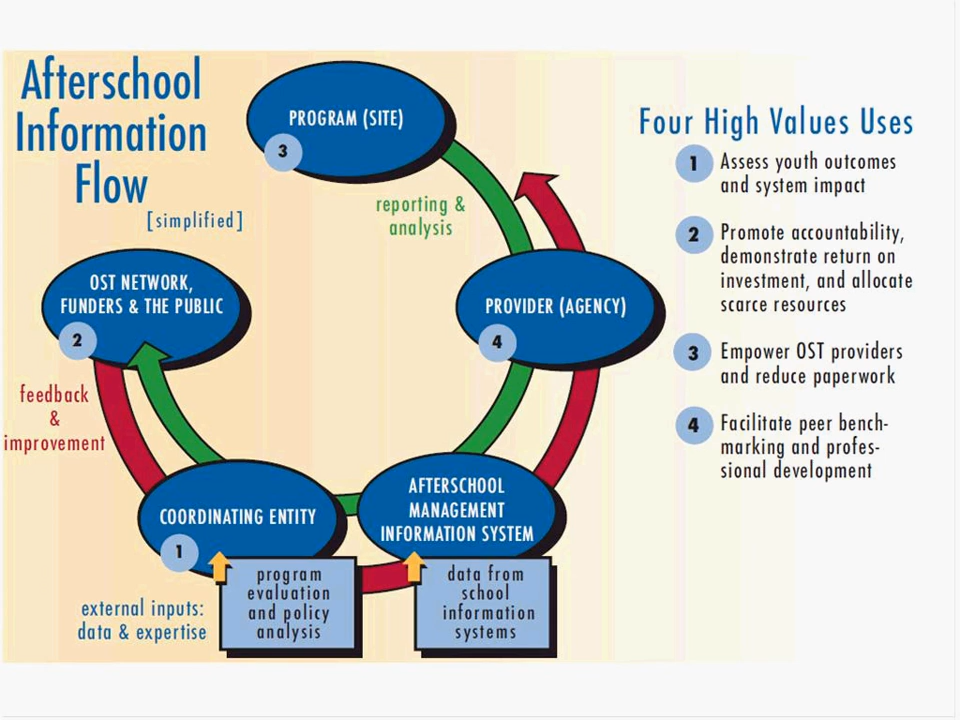 Afterschool
Information
Flow
[simplified]
PROGRAM (SITE)
3
reporting &
analysis
OST NETWORK,
FUNDERS & THE PUBLIC
2
PROVIDER (AGENCY)
4
feedback
&
improvement
COORDINATING ENTITY
1
AFTERSCHOOL
MANAGEMENT
INFORMATION SYSTEM
external inputs:
data & expertise
program
evaluation
and policy
analysis
data from
school
information
systems
Four High Values Uses
1 Assess youth outcomes
and system impact
2 Promote accountability,
demonstrate return on
investment, and allocate
scarce resources
3 Empower OST providers
and reduce paperwork
4 Facilitate peer bench-
marking and profes-
sional development